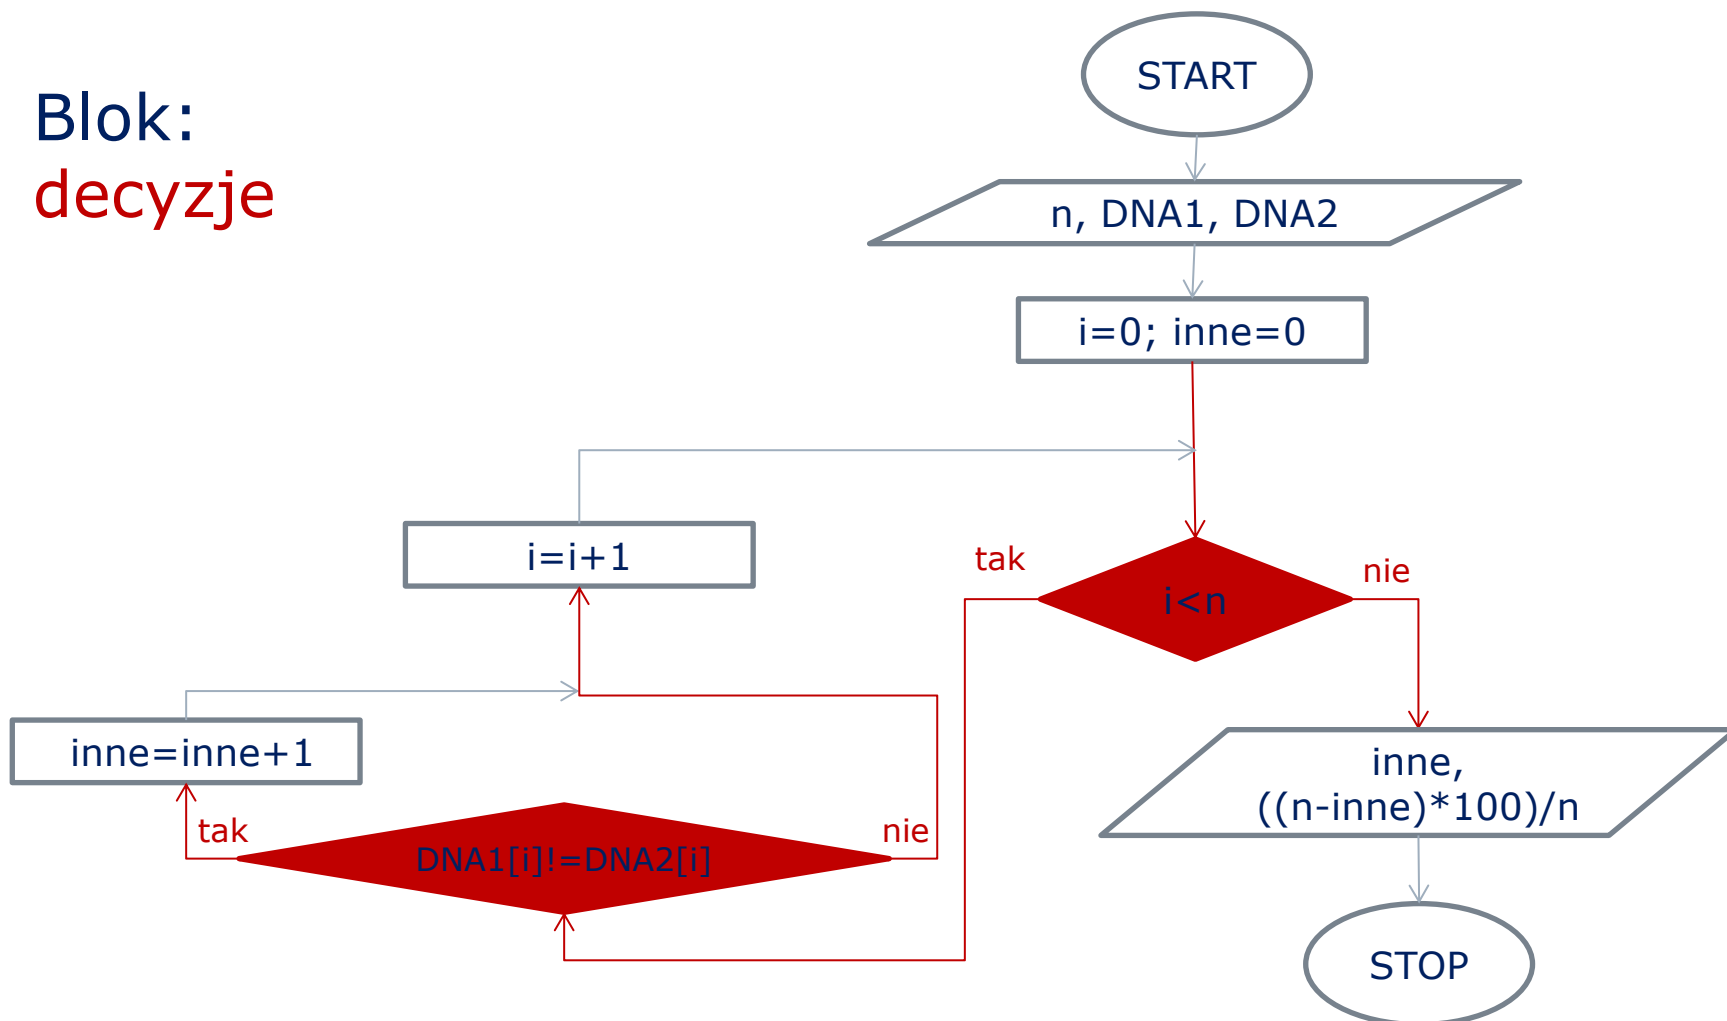 Blok:
decyzje
START
n, DNA1, DNA2
i=0; inne=0
i=i+1
tak
i<n
nie
inne=inne+1
tak
DNA1[i]!=DNA2[i]
nie
inne,
((n-inne)*100)/n
STOP